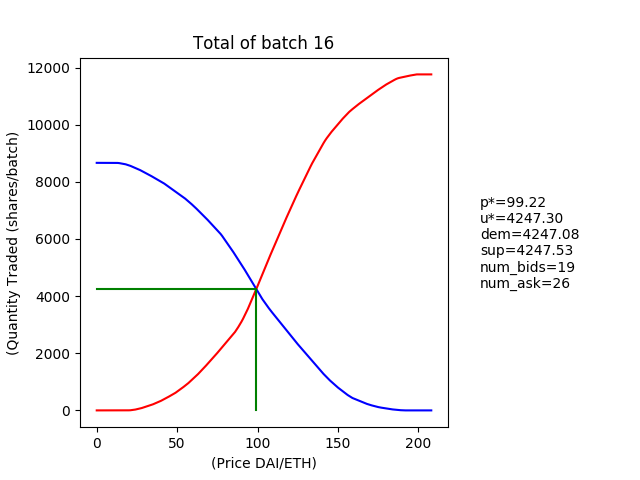 Total of batch 16
(Quantity Traded (shares/batch)
12000
10000
8000
6000
4000
2000
0
0 50 100 150 200
(Price DAI/ETH)
p*=99.22
u*=4247.30
dem=4247.08
sup=4247.53
num_bids=19
num_ask=26